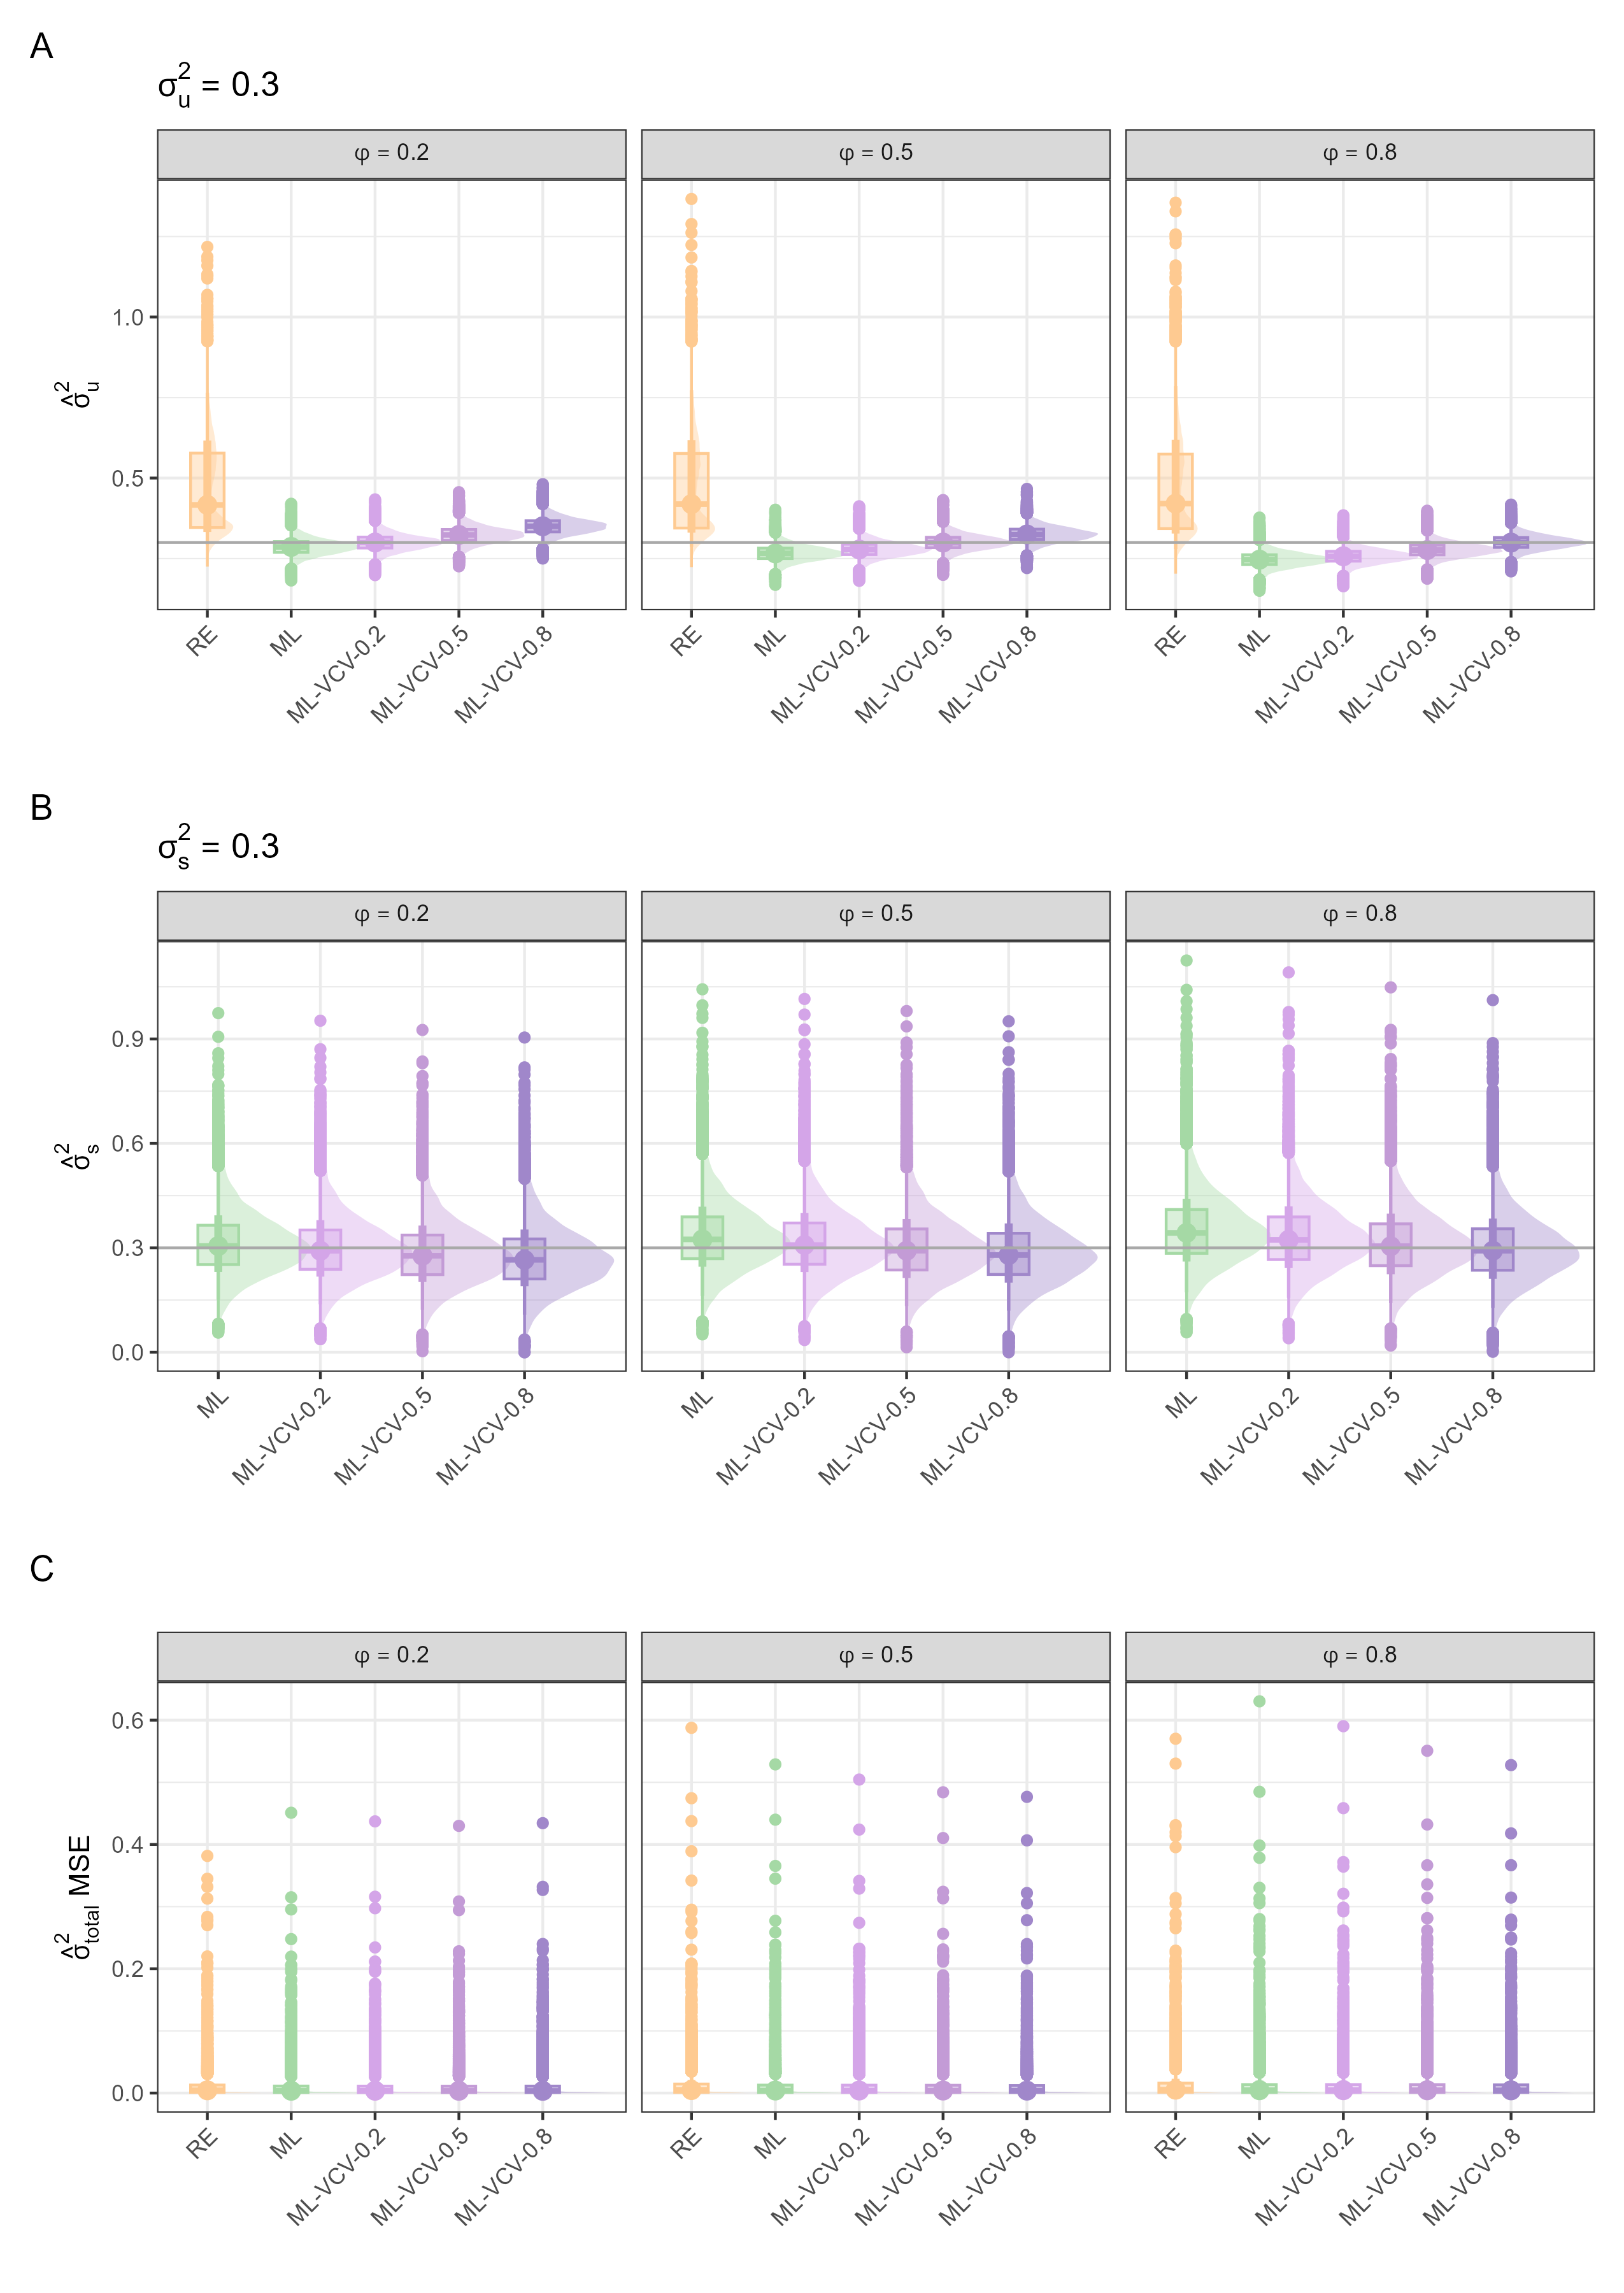 A
σ²ᵤ = 0.3
φ = 0.2 φ = 0.5 φ = 0.8
1.0
0.5
σ̂²ᵤ
RE ML ML-VCV-0.2 ML-VCV-0.5 ML-VCV-0.8 RE ML ML-VCV-0.2 ML-VCV-0.5 ML-VCV-0.8 RE ML ML-VCV-0.2 ML-VCV-0.5 ML-VCV-0.8
B
σ²ₛ = 0.3
φ = 0.2 φ = 0.5 φ = 0.8
0.9
0.6
0.3
0.0
σ̂²ₛ
ML ML-VCV-0.2 ML-VCV-0.5 ML-VCV-0.8 ML ML-VCV-0.2 ML-VCV-0.5 ML-VCV-0.8 ML ML-VCV-0.2 ML-VCV-0.5 ML-VCV-0.8
C
φ = 0.2 φ = 0.5 φ = 0.8
0.6
0.4
0.2
0.0
σ̂²total MSE
RE ML ML-VCV-0.2 ML-VCV-0.5 ML-VCV-0.8 RE ML ML-VCV-0.2 ML-VCV-0.5 ML-VCV-0.8 RE ML ML-VCV-0.2 ML-VCV-0.5 ML-VCV-0.8